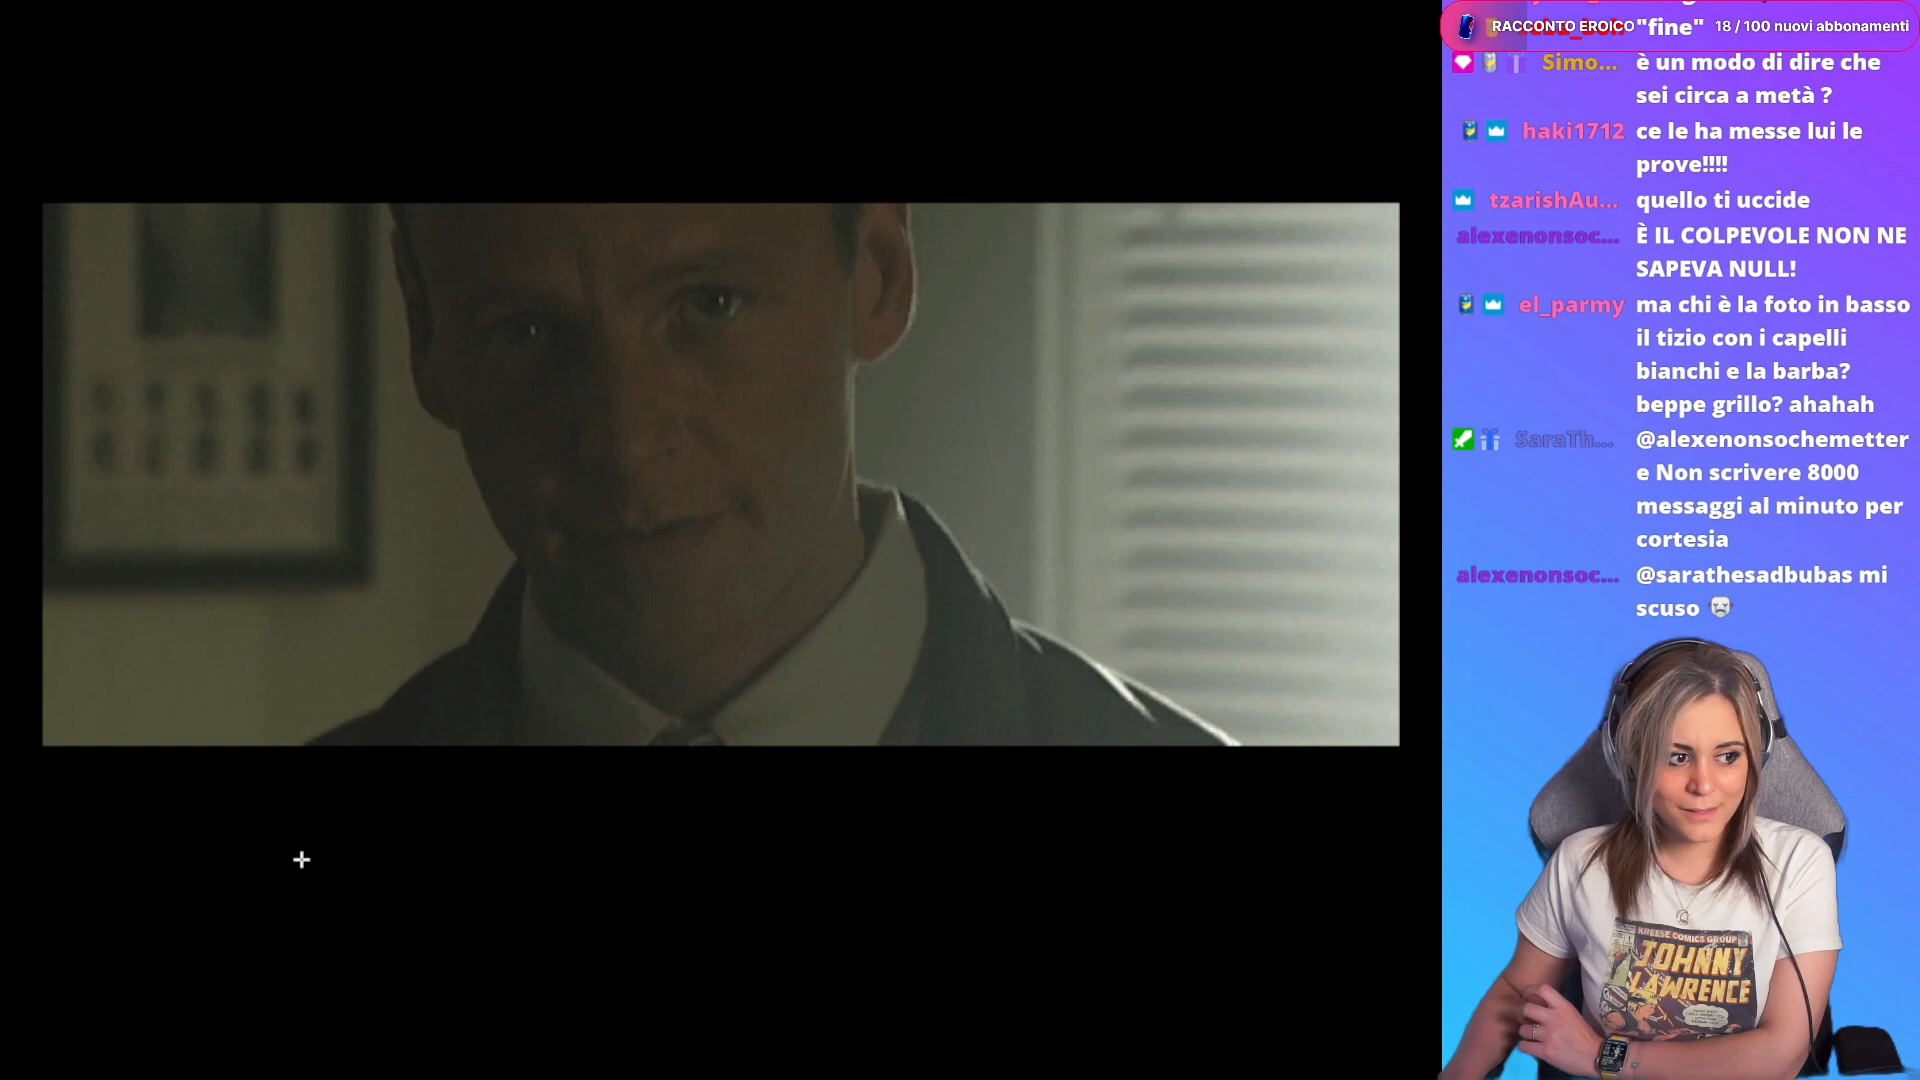 RACCONTO EROICO
18 / 100 nuovi abbonamenti
"fine"
Simo... è un modo di dire che
sei circa a metà ?
haki1712 ce le ha messe lui le
prove!!!!
tzarishAu... quello ti uccide
alexenonsoc... È IL COLPEVOLE NON NE
SAPEVA NULL!
el_parmy ma chi è la foto in basso
il tizio con i capelli
bianchi e la barba?
beppe grillo? ahahah
SaraTh... @alexenonsochemetter
e Non scrivere 8000
messaggi al minuto per
cortesia
alexenonsoc... @sarathesadbubas mi
scuso
KREESE COMICS GROUP
JOHNNY
LAWRENCE